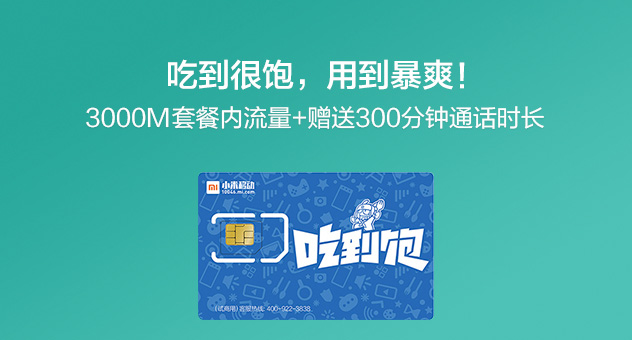 吃到很饱，用到暴爽！
3000M套餐内流量+赠送300分钟通话时长
小米移动
10046.mi.com
吃到饱
(试商用) 客服热线: 400-922-3838